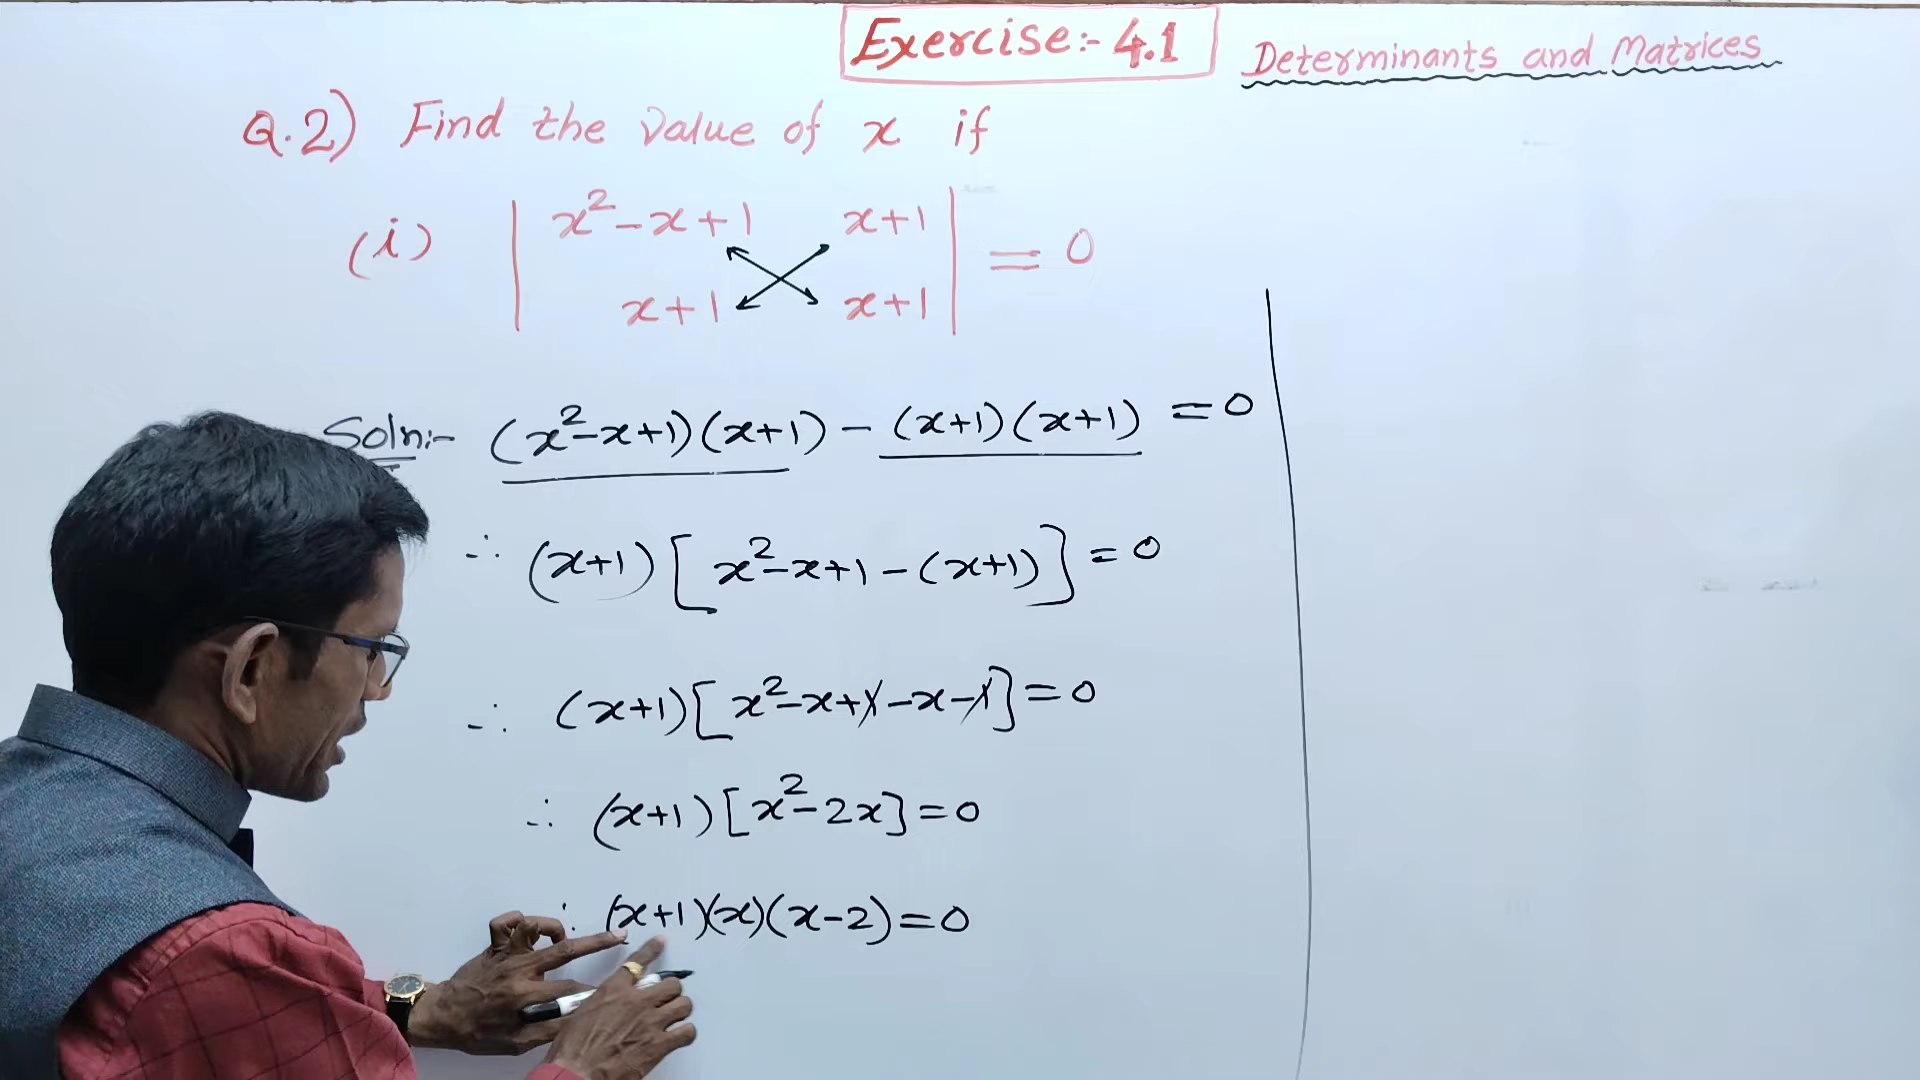 Exercise:- 4.1
Determinants and Matrices
Q.2) Find the value of x if
(i) | x²-x+1 x+1 |
| x+1 x+1 | = 0
Soln:- (x²-x+1)(x+1) - (x+1)(x+1) = 0
∴ (x+1) [x²-x+1-(x+1)] = 0
∴ (x+1)[x²-x+1-x-1] = 0
∴ (x+1)[x²-2x] = 0
∴ (x+1)(x)(x-2) = 0